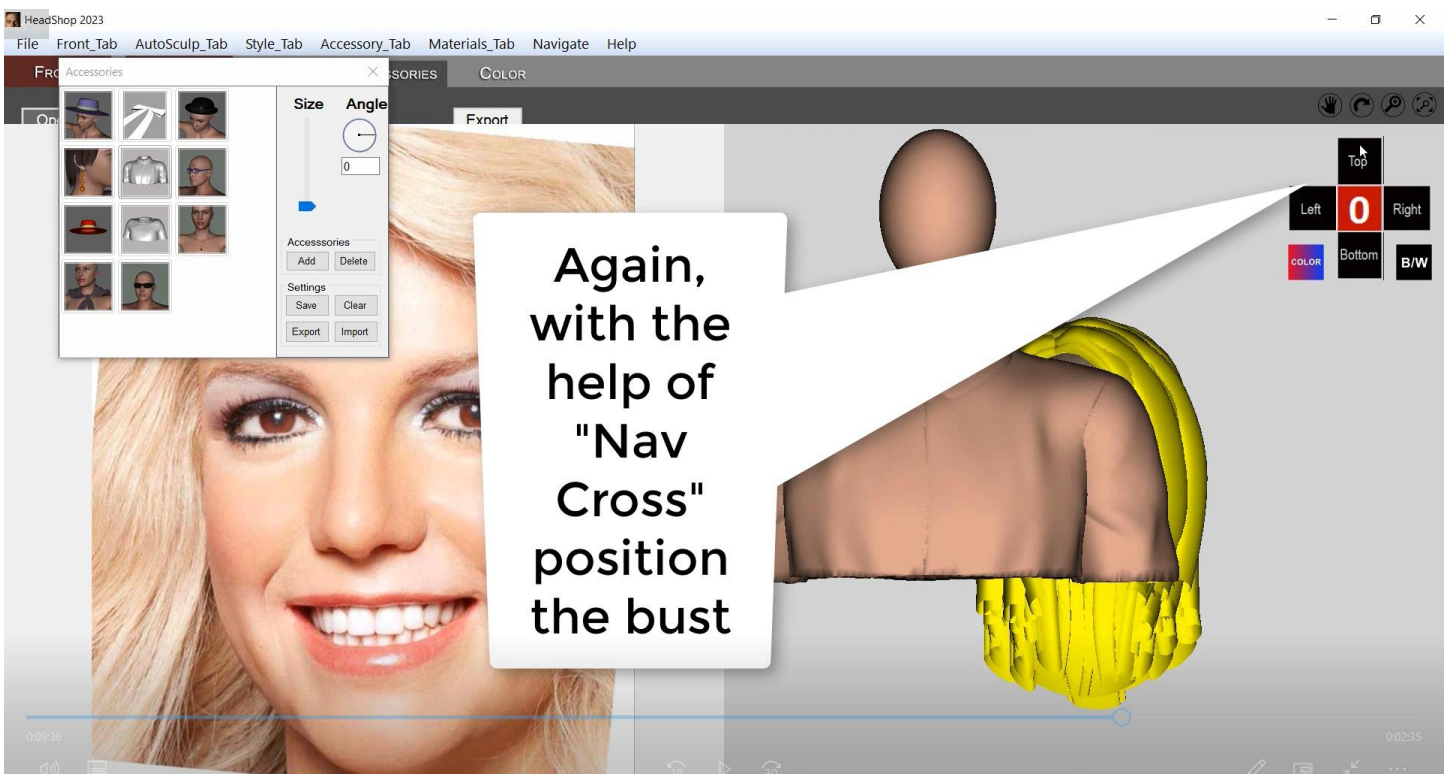 HeadShop 2023
File Front_Tab AutoSculp_Tab Style_Tab Accessory_Tab Materials_Tab Navigate Help
Accessories
COLOR
Export
Size Angle
0
Accesssories
Add Delete
Settings
Save Clear
Export Import
Again,
with the
help of
"Nav
Cross"
position
the bust
Top
Left 0 Right
COLOR Bottom B/W
0:09:36 0:02:35
10 30